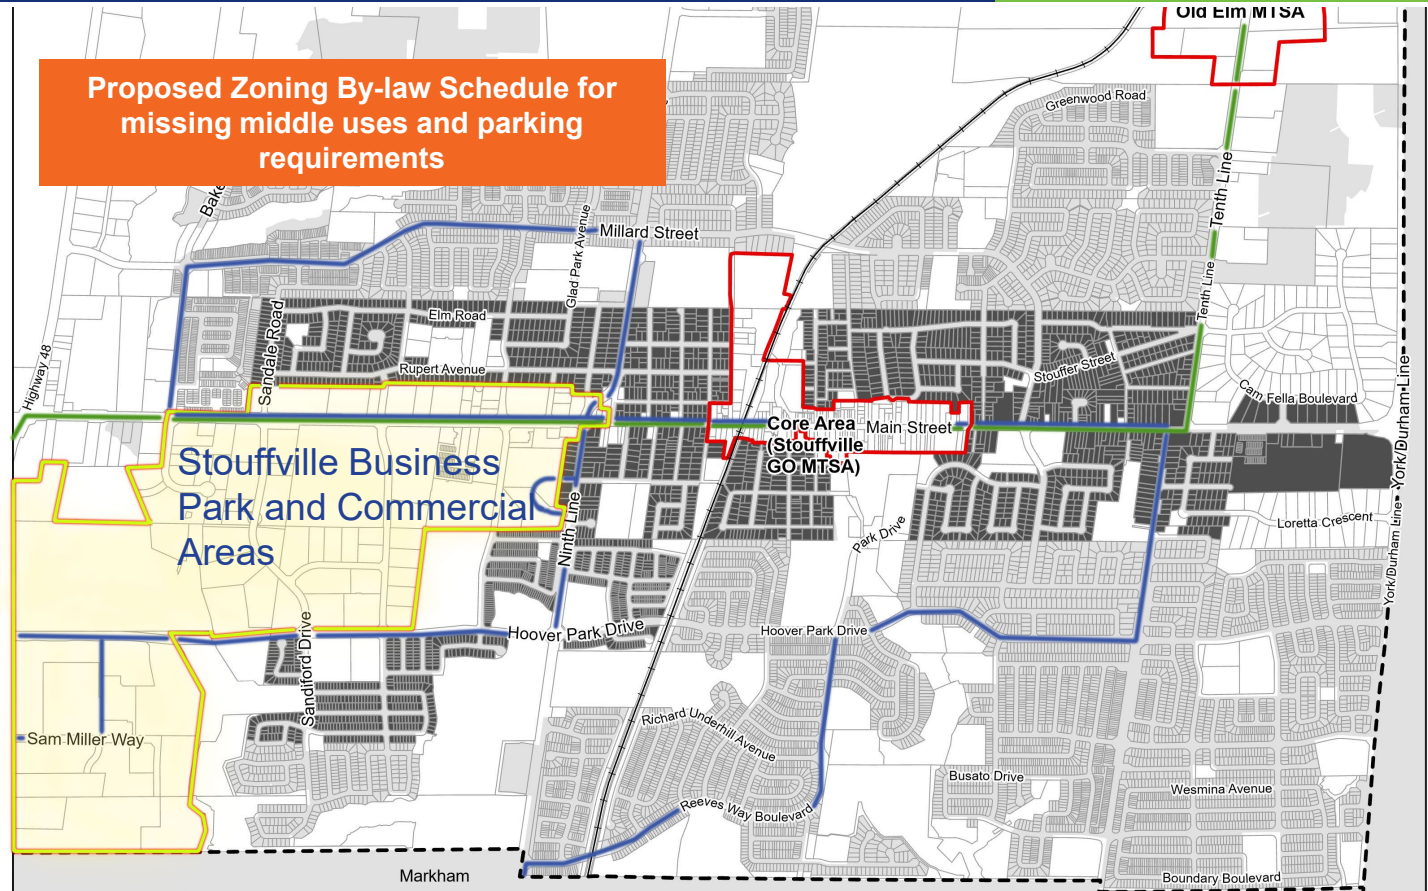 Old Elm MTSA
Proposed Zoning By-law Schedule for
missing middle uses and parking
requirements
Greenwood Road
Tenth Line
Glad Park Avenue
Millard Street
Tenth Line
Sandale Road
Elm Road
Highway 48
Rupert Avenue
Stouffer Street
Cam Fella Boulevard
York/Durham Line
Core Area
(Stouffville
GO MTSA)
Main Street
Stouffville Business
Park and Commercial
Areas
Ninth Line
Park Drive
Loretta Crescent
York/Durham Line
Sandiford Drive
Hoover Park Drive
Hoover Park Drive
Sam Miller Way
Richard Underhill Avenue
Busato Drive
Wesmina Avenue
Reeves Way Boulevard
Markham
Boundary Boulevard